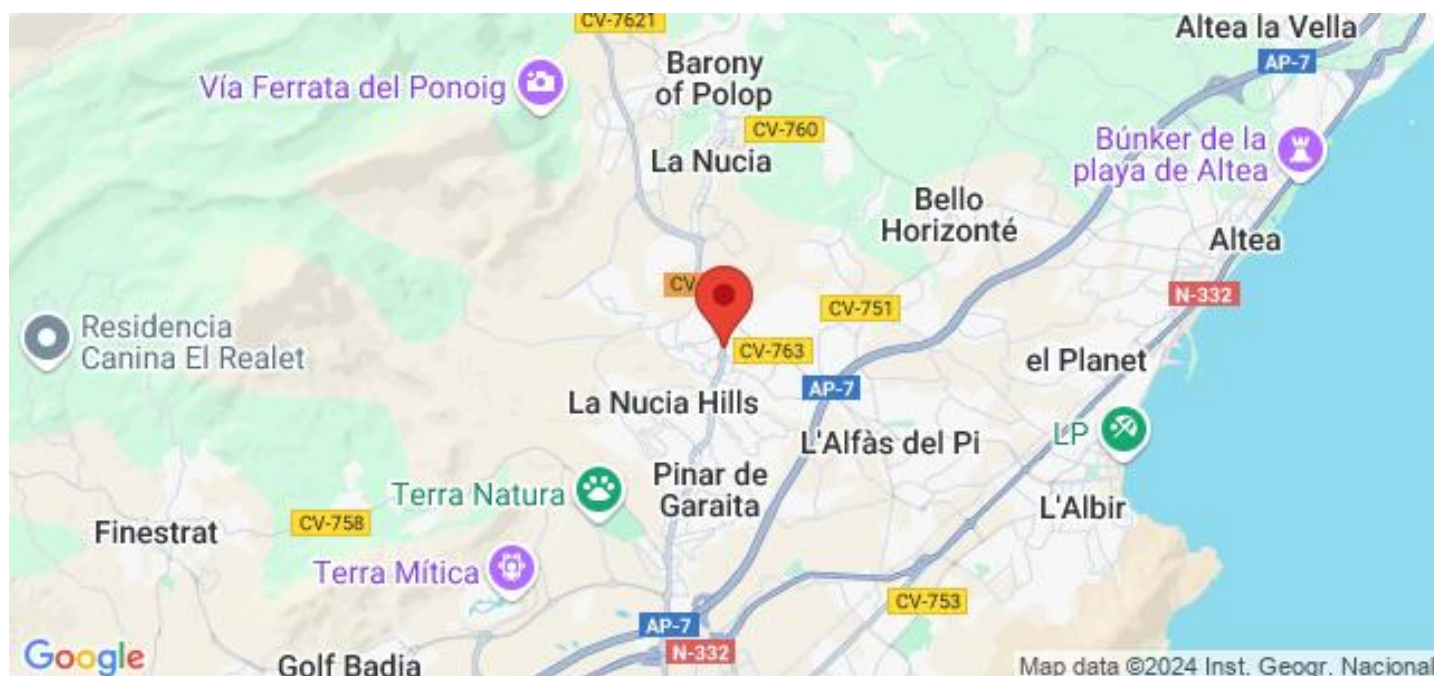 CV-7621
Altea la Vella
AP-7
Barony
of Polop
Vía Ferrata del Ponoig
CV-760
Búnker de la
playa de Altea
La Nucia
Bello
Horizonté
Altea
CV
N-332
CV-751
Residencia
Canina El Realet
CV-763
el Planet
AP-7
La Nucia Hills
LP
L'Alfàs del Pi
Pinar de
Garaita
Terra Natura
L'Albir
CV-758
Finestrat
Terra Mítica
CV-753
AP-7
N-332
Google
Golf Badia
Map data ©2024 Inst. Geogr. Nacional